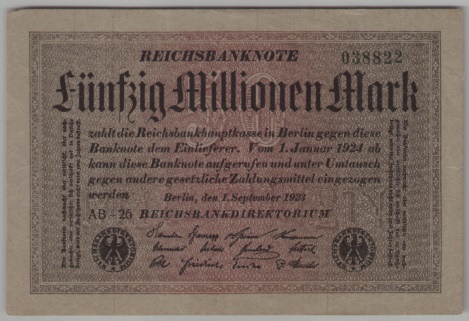 REICHSBANKNOTE 038822
Fünfzig Millionen Mark
zahlt die Reichsbankhauptkasse in Berlin gegen diese
Banknote dem Einlieferer. Vom 1. Januar 1924 ab
kann diese Banknote aufgerufen und unter Umtausch
gegen andere gesetzliche Zahlungsmittel eingezogen
werden
Berlin, den 1. September 1923
AB - 26 REICHSBANKDIREKTORIUM